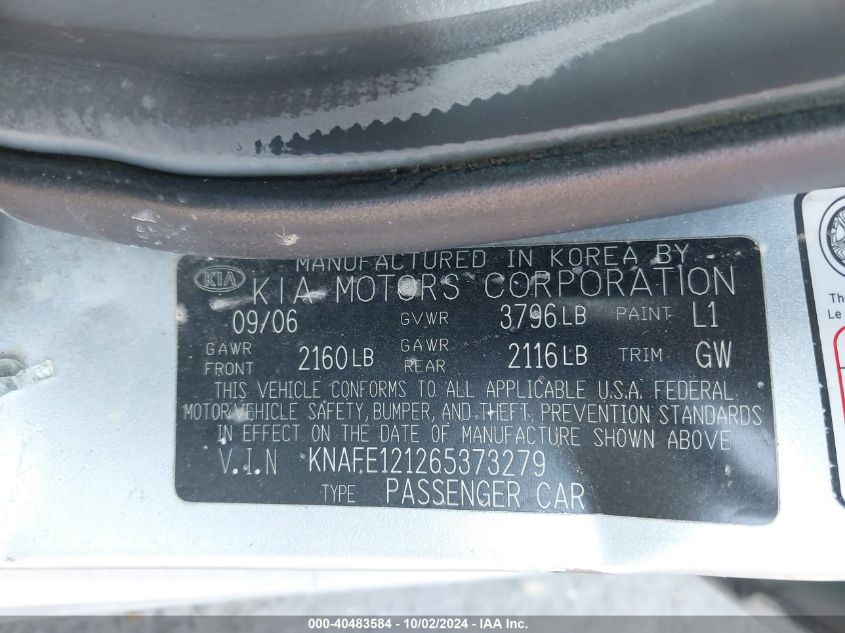 MANUFACTURED IN KOREA BY
KIA KIA MOTORS CORPORATION
09/06 GVWR 3796LB PAINT L1
GAWR FRONT 2160LB GAWR REAR 2116LB TRIM GW
THIS VEHICLE CONFORMS TO ALL APPLICABLE U.S.A. FEDERAL
MOTOR VEHICLE SAFETY, BUMPER, AND THEFT PREVENTION STANDARDS
IN EFFECT ON THE DATE OF MANUFACTURE SHOWN ABOVE
V.I.N KNAFE121265373279
TYPE PASSENGER CAR
Th
Le
000-40483584 - 10/02/2024 - IAA Inc.